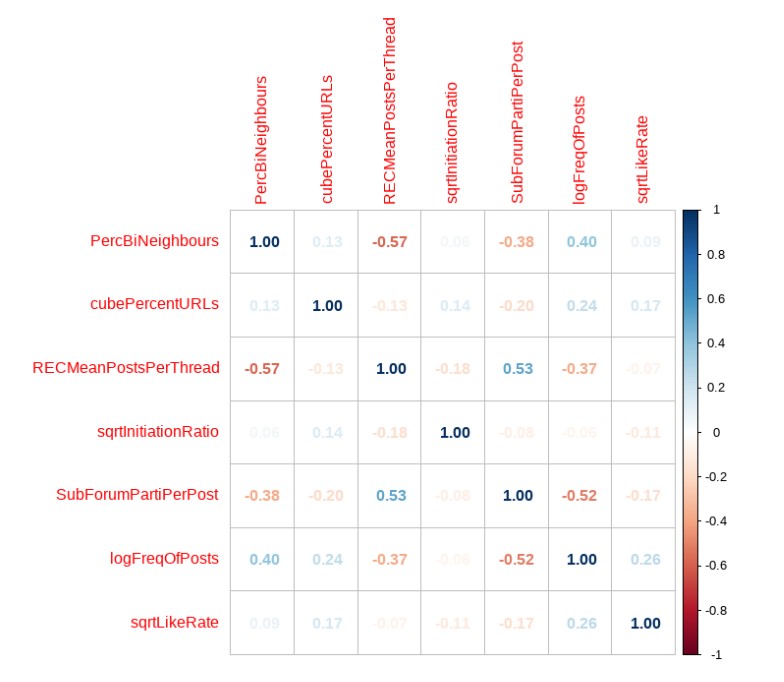 PercBiNeighbours
cubePercentURLs
RECMeanPostsPerThread
sqrtInitiationRatio
SubForumPartiPerPost
logFreqOfPosts
sqrtLikeRate
PercBiNeighbours 1.00 0.13 -0.57 0.06 -0.38 0.40 0.09
cubePercentURLs 0.13 1.00 -0.13 0.14 -0.20 0.24 0.17
RECMeanPostsPerThread -0.57 -0.13 1.00 -0.18 0.53 -0.37 -0.07
sqrtInitiationRatio 0.06 0.14 -0.18 1.00 -0.08 -0.06 -0.11
SubForumPartiPerPost -0.38 -0.20 0.53 -0.08 1.00 -0.52 -0.17
logFreqOfPosts 0.40 0.24 -0.37 -0.06 -0.52 1.00 0.26
sqrtLikeRate 0.09 0.17 -0.07 -0.11 -0.17 0.26 1.00
1
0.8
0.6
0.4
0.2
0
-0.2
-0.4
-0.6
-0.8
-1